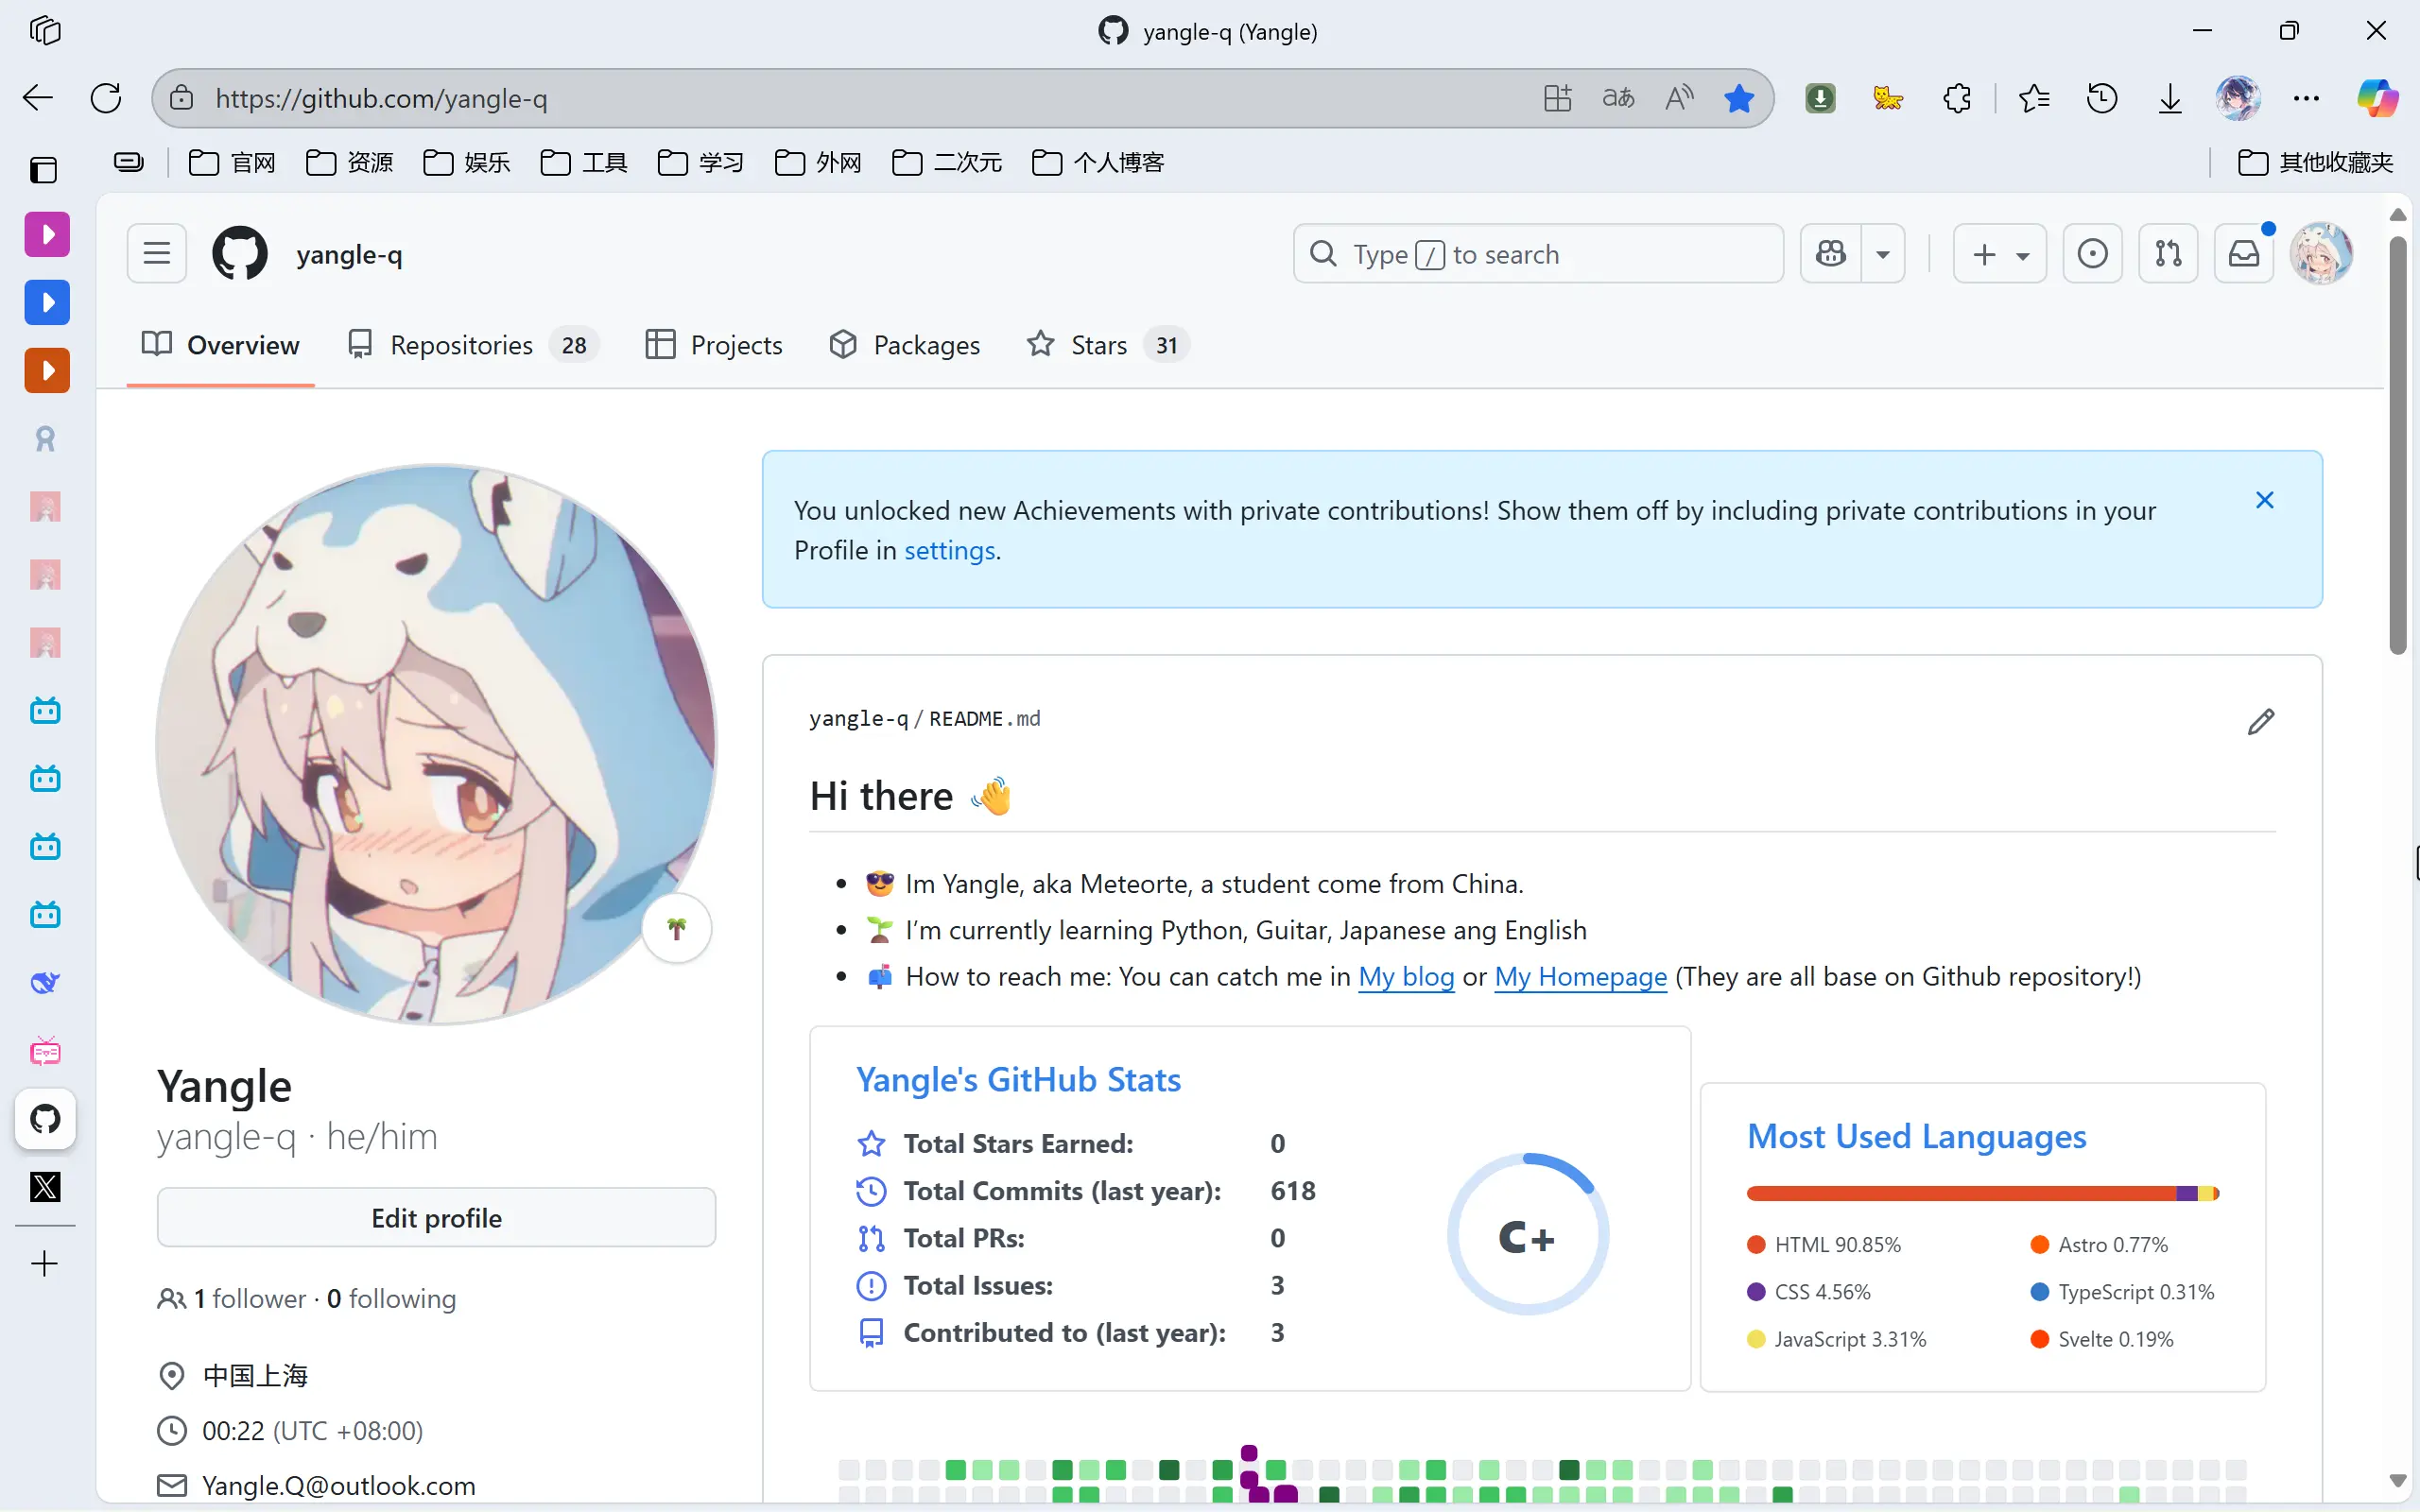 yangle-q (Yangle)
https://github.com/yangle-q
官网 资源 娱乐 工具 学习 外网 二次元 个人博客 其他收藏夹
yangle-q
Type / to search
Overview Repositories 28 Projects Packages Stars 31
You unlocked new Achievements with private contributions! Show them off by including private contributions in your
Profile in settings.
yangle-q/README.md
Hi there 👋
😎 Im Yangle, aka Meteorte, a student come from China.
🌱 I’m currently learning Python, Guitar, Japanese ang English
📫 How to reach me: You can catch me in My blog or My Homepage (They are all base on Github repository!)
Yangle
yangle-q · he/him
Edit profile
1 follower · 0 following
中国上海
00:22 (UTC +08:00)
Yangle.Q@outlook.com
Yangle's GitHub Stats
Total Stars Earned: 0
Total Commits (last year): 618
Total PRs: 0
Total Issues: 3
Contributed to (last year): 3
C+
Most Used Languages
HTML 90.85%
CSS 4.56%
JavaScript 3.31%
Astro 0.77%
TypeScript 0.31%
Svelte 0.19%